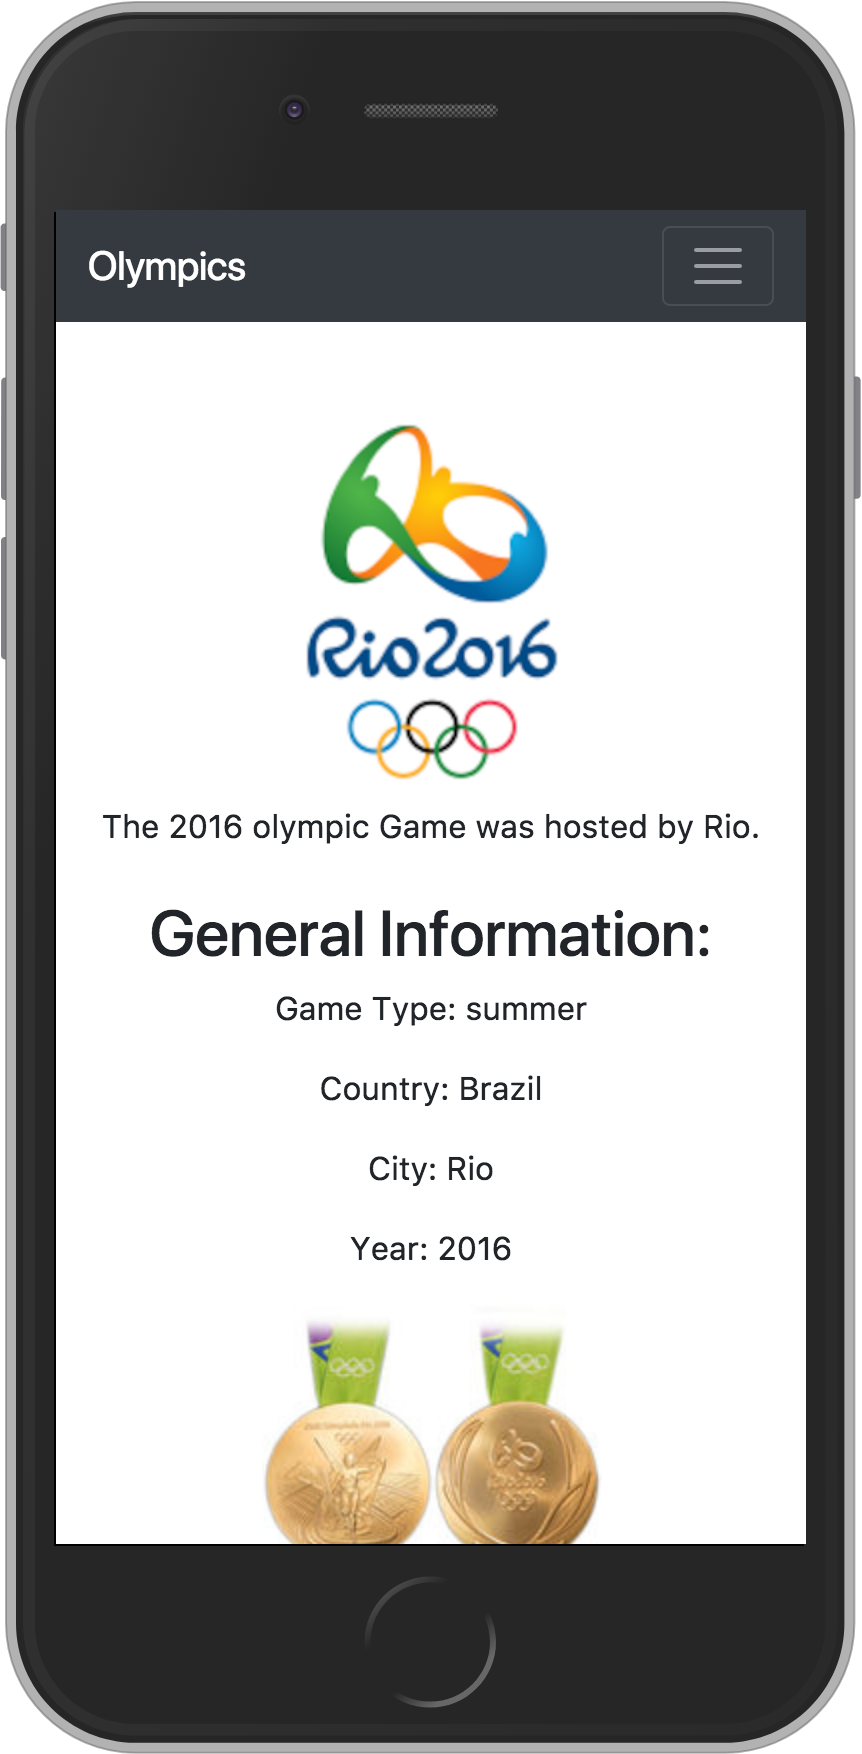 Olympics
Rio2016
The 2016 olympic Game was hosted by Rio.
General Information:
Game Type: summer
Country: Brazil
City: Rio
Year: 2016